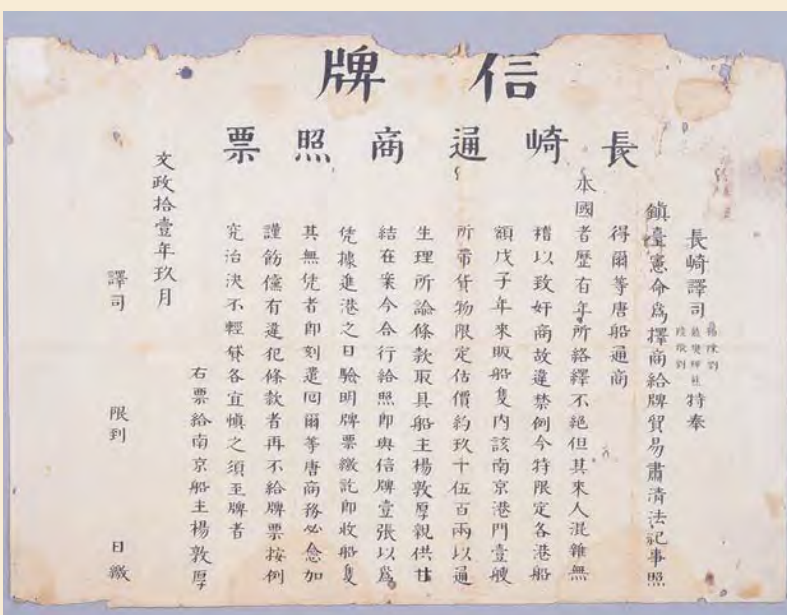 信牌
長崎通商照票
長崎譯司 特奉
鎮臺憲命爲擇商給牌貿易肅清法紀事照
得爾等唐船通商
本國者歷有年所絡繹不絕但其來人混雜無
稽以致奸商故違禁例今特限定各港船
額戊子年來販船隻内該南京港門壹艘
所帶貨物限定估價約玖千伍百兩以通
生理所諭條款取具船主楊敦厚親供甘
結在案今合行給照即與信牌壹張以爲
凭據進港之日驗明牌票繳訖即收船隻
其無凭者即刻遣回爾等唐商務必愈加
謹飭儻有違犯條款者再不給牌票按例
究治決不輕貸各宜慎之須至牌者
右票給南京船主楊敦厚
文政拾壹年玖月
譯司 限到 日繳